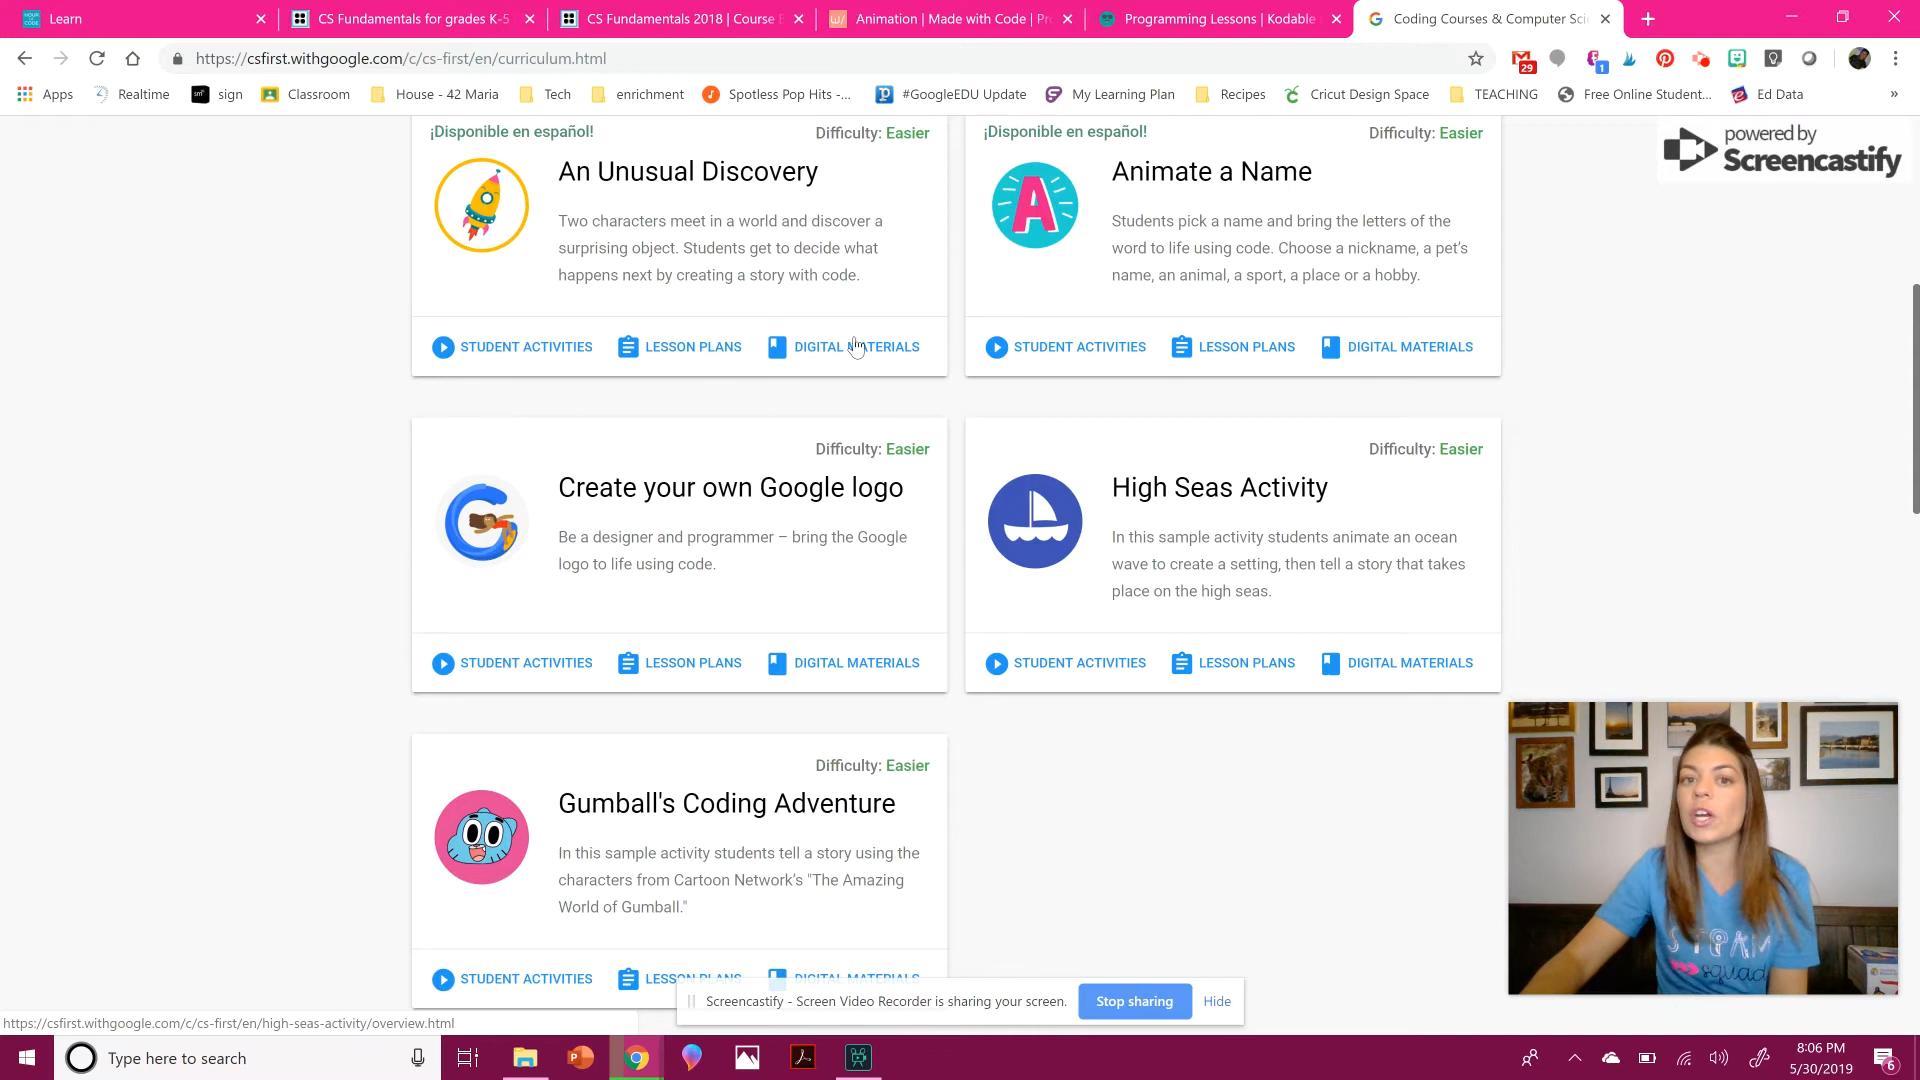 Learn
CS Fundamentals for grades K-5
CS Fundamentals 2018 | Course
Animation | Made with Code | Pr
Programming Lessons | Kodable
Coding Courses & Computer Sci
https://csfirst.withgoogle.com/c/cs-first/en/curriculum.html
29
1
Apps
Realtime
sign
Classroom
House - 42 Maria
Tech
enrichment
Spotless Pop Hits -...
#GoogleEDU Update
My Learning Plan
Recipes
Cricut Design Space
TEACHING
Free Online Student...
Ed Data
»
powered by
Screencastify
¡Disponible en español!
Difficulty: Easier
An Unusual Discovery
Two characters meet in a world and discover a
surprising object. Students get to decide what
happens next by creating a story with code.
STUDENT ACTIVITIES
LESSON PLANS
DIGITAL MATERIALS
¡Disponible en español!
Difficulty: Easier
A
Animate a Name
Students pick a name and bring the letters of the
word to life using code. Choose a nickname, a pet's
name, an animal, a sport, a place or a hobby.
STUDENT ACTIVITIES
LESSON PLANS
DIGITAL MATERIALS
Difficulty: Easier
Create your own Google logo
Be a designer and programmer – bring the Google
logo to life using code.
STUDENT ACTIVITIES
LESSON PLANS
DIGITAL MATERIALS
Difficulty: Easier
High Seas Activity
In this sample activity students animate an ocean
wave to create a setting, then tell a story that takes
place on the high seas.
STUDENT ACTIVITIES
LESSON PLANS
DIGITAL MATERIALS
Difficulty: Easier
Gumball's Coding Adventure
In this sample activity students tell a story using the
characters from Cartoon Network's "The Amazing
World of Gumball."
STUDENT ACTIVITIES
LESSON PLANS
DIGITAL MATERIALS
STEAM
squad
Screencastify - Screen Video Recorder is sharing your screen.
Stop sharing
Hide
https://csfirst.withgoogle.com/c/cs-first/en/high-seas-activity/overview.html
Type here to search
8:06 PM
5/30/2019
6